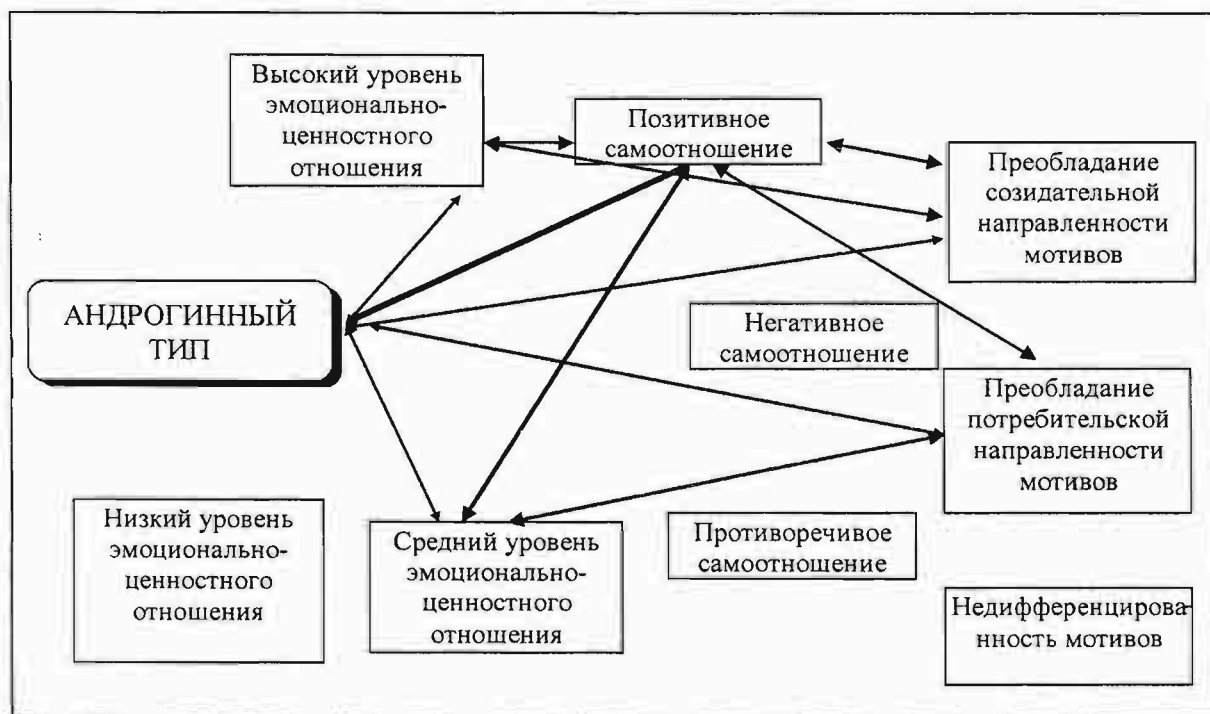 Высокий уровень
эмоционально-
ценностного
отношения
Позитивное
самоотношение
Преобладание
созидательной
направленности
мотивов
АНДРОГИННЫЙ
ТИП
Негативное
самоотношение
Преобладание
потребительской
направленности
мотивов
Низкий уровень
эмоционально-
ценностного
отношения
Средний уровень
эмоционально-
ценностного
отношения
Противоречивое
самоотношение
Недифференцирова-
нность мотивов